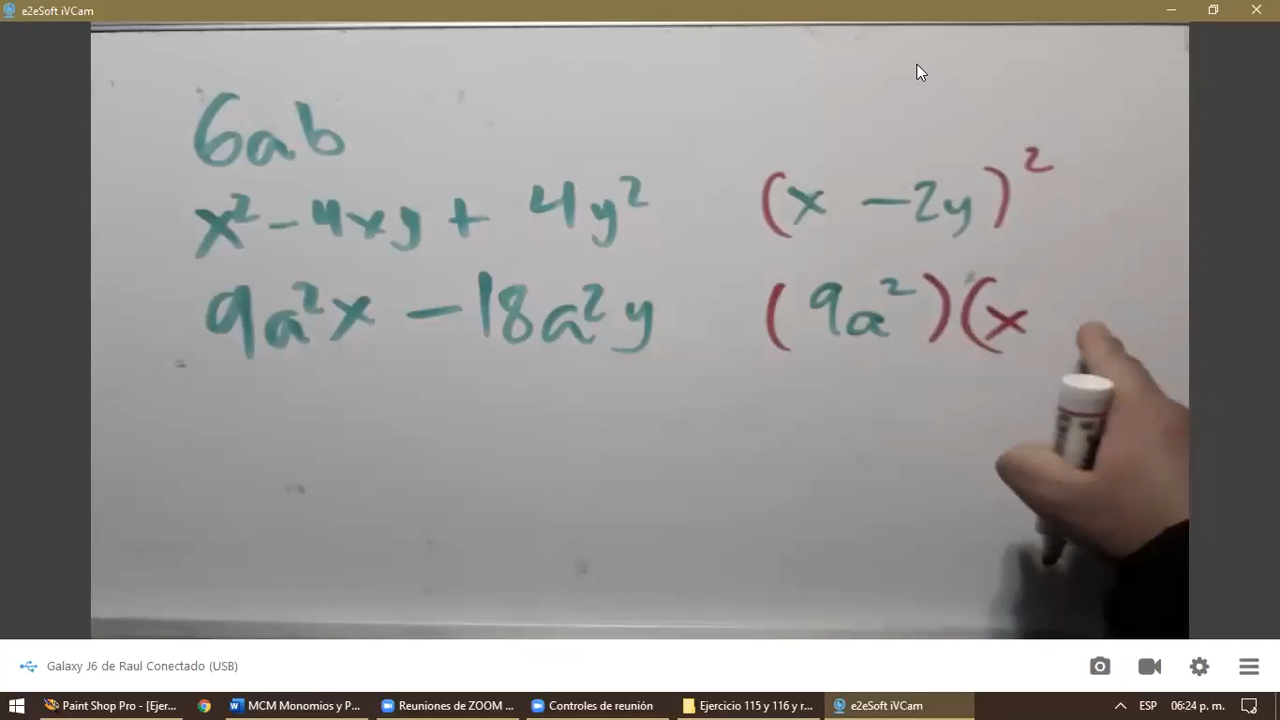 e2eSoft iVCam
6ab
x² - 4xy + 4y² (x - 2y)²
9a²x - 18a²y (9a²)(x
Galaxy J6 de Raul Conectado (USB)
Paint Shop Pro - [Ejer... MCM Monomios y P... Reuniones de ZOOM ... Controles de reunión Ejercicio 115 y 116 y r... e2eSoft iVCam ESP 06:24 p. m.